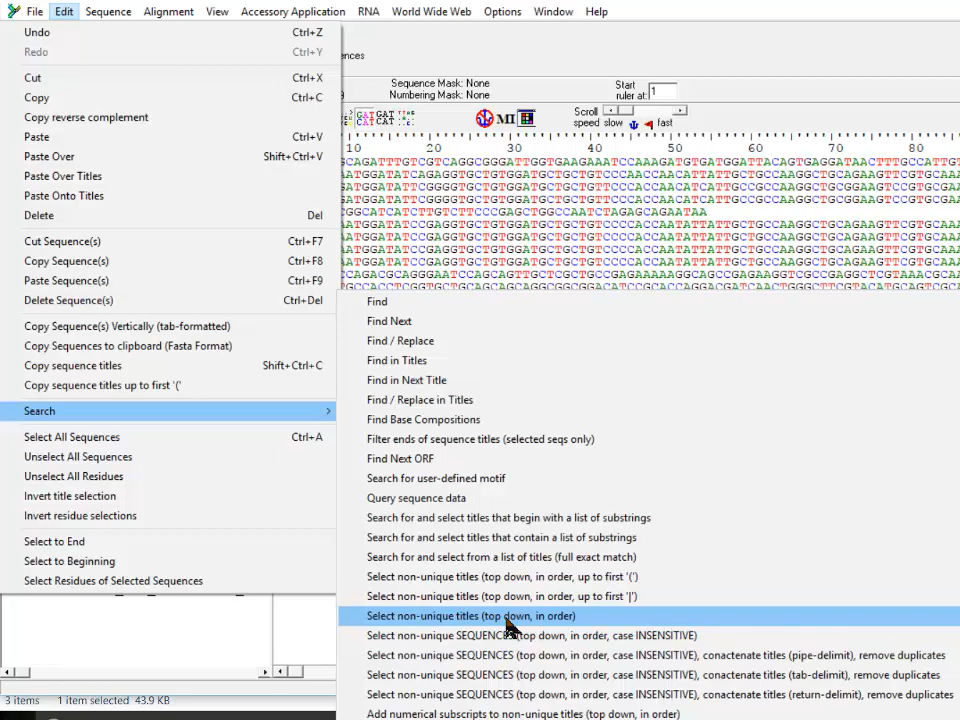 File Edit Sequence Alignment View Accessory Application RNA World Wide Web Options Window Help
Undo Ctrl+Z
Redo Ctrl+Y
Cut Ctrl+X
Copy Ctrl+C
Copy reverse complement
Paste Ctrl+V
Paste Over Shift+Ctrl+V
Paste Over Titles
Paste Onto Titles
Delete Del
Cut Sequence(s) Ctrl+F7
Copy Sequence(s) Ctrl+F8
Paste Sequence(s) Ctrl+F9
Delete Sequence(s) Ctrl+Del
Copy Sequence(s) Vertically (tab-formatted)
Copy Sequences to clipboard (Fasta Format)
Copy sequence titles Shift+Ctrl+C
Copy sequence titles up to first '('
Search
Select All Sequences Ctrl+A
Unselect All Sequences
Unselect All Residues
Invert title selection
Invert residue selections
Select to End
Select to Beginning
Select Residues of Selected Sequences
Sequence Mask: None
Numbering Mask: None
Start
ruler at: 1
MI
Scroll
speed slow fast
10 20 30 40 50 60 70 80
Find
Find Next
Find / Replace
Find in Titles
Find in Next Title
Find / Replace in Titles
Find Base Compositions
Filter ends of sequence titles (selected seqs only)
Find Next ORF
Search for user-defined motif
Query sequence data
Search for and select titles that begin with a list of substrings
Search for and select titles that contain a list of substrings
Search for and select from a list of titles (full exact match)
Select non-unique titles (top down, in order, up to first '(')
Select non-unique titles (top down, in order, up to first '|')
Select non-unique titles (top down, in order)
Select non-unique SEQUENCES (top down, in order, case INSENSITIVE)
Select non-unique SEQUENCES (top down, in order, case INSENSITIVE), conactenate titles (pipe-delimit), remove duplicates
Select non-unique SEQUENCES (top down, in order, case INSENSITIVE), conactenate titles (tab-delimit), remove duplicates
Select non-unique SEQUENCES (top down, in order, case INSENSITIVE), conactenate titles (return-delimit), remove duplicates
Add numerical subscripts to non-unique titles (top down, in order)
3 items 1 item selected 43.9 KB